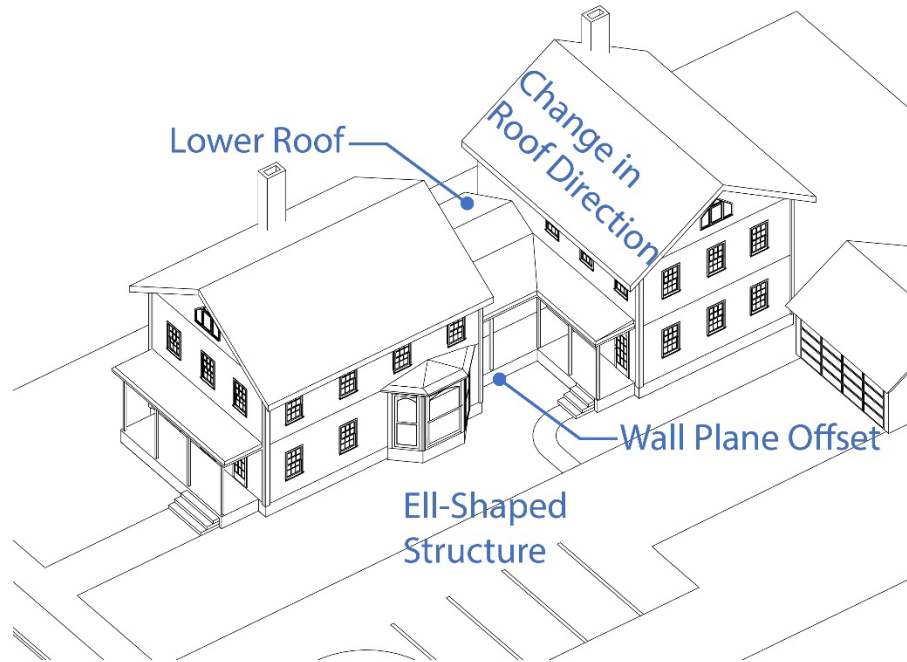 Change in
Roof Direction
Lower Roof
Wall Plane Offset
Ell-Shaped
Structure